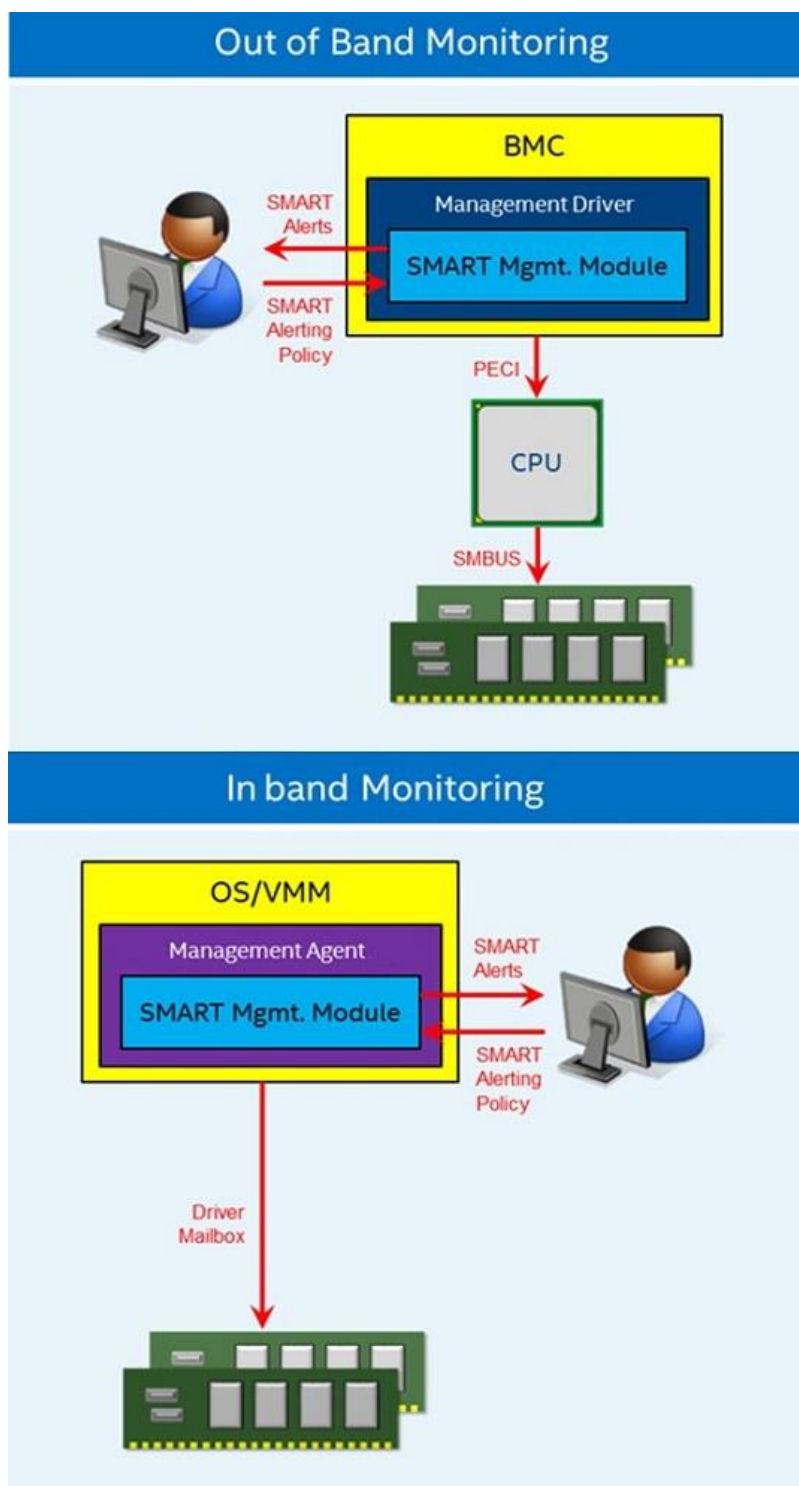 Out of Band Monitoring
BMC
Management Driver
SMART Mgmt. Module
SMART
Alerts
SMART
Alerting
Policy
PECI
CPU
SMBUS
In band Monitoring
OS/VMM
Management Agent
SMART Mgmt. Module
SMART
Alerts
SMART
Alerting
Policy
Driver
Mailbox